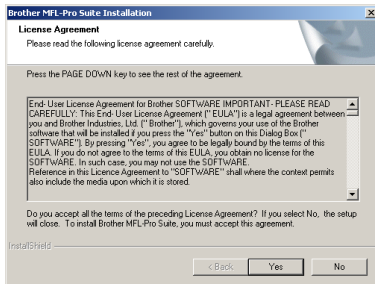 Brother MFL-Pro Suite Installation
License Agreement
Please read the following license agreement carefully.
Press the PAGE DOWN key to see the rest of the agreement.
End- User License Agreement for Brother SOFTWARE IMPORTANT- PLEASE READ
CAREFULLY: This End- User License Agreement (" EULA") is a legal agreement between
you and Brother Industries, Ltd. (" Brother"), which governs your use of the Brother
software that will be installed if you press the "Yes" button on this Dialog Box ("
SOFTWARE"). By pressing "Yes", you agree to be legally bound by the terms of this
EULA. If you do not agree to the terms of this EULA, you obtain no license for the
SOFTWARE. In such case, you may not use the SOFTWARE.
Reference in this Licence Agreement to "SOFTWARE" shall where the context permits
also include the media upon which it is stored.
Do you accept all the terms of the preceding License Agreement? If you select No, the setup
will close. To install Brother MFL-Pro Suite, you must accept this agreement.
InstallShield
< Back
Yes
No